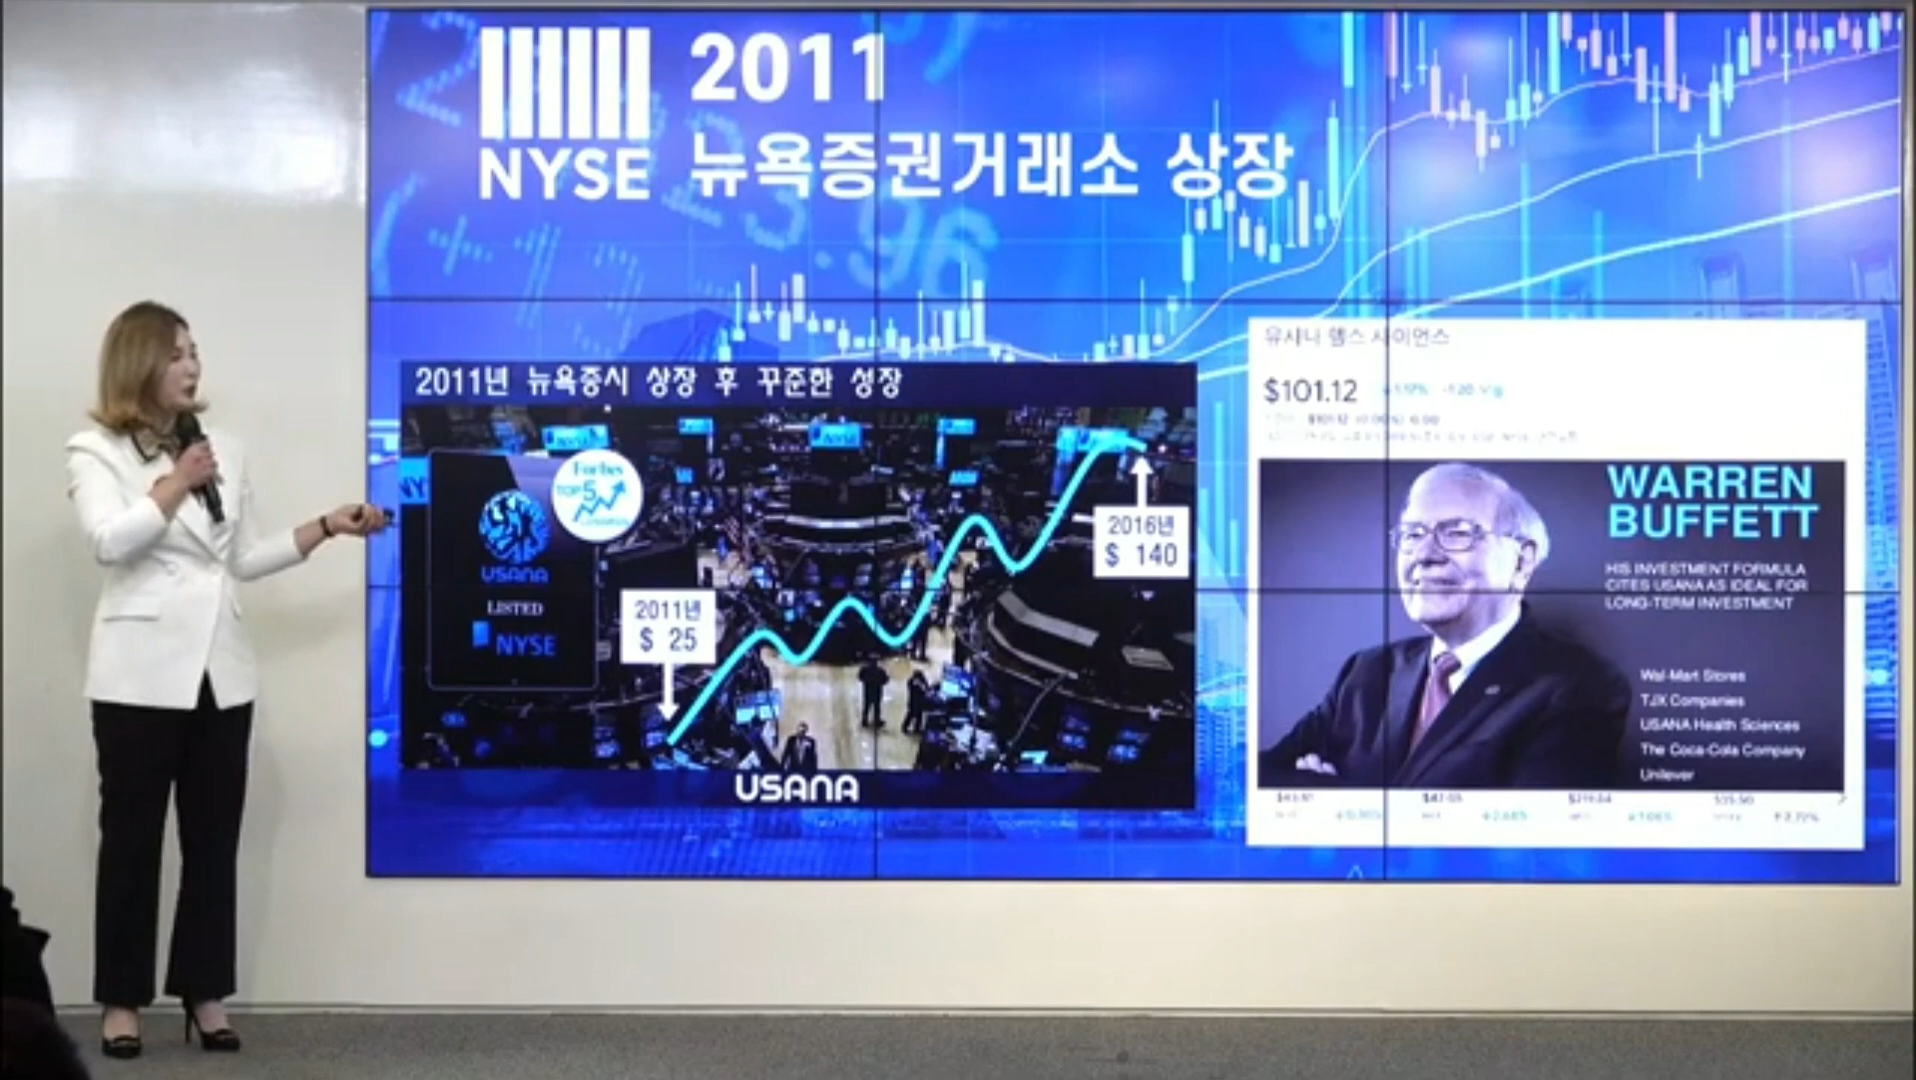 NYSE
2011
뉴욕증권거래소 상장
2011년 뉴욕증시 상장 후 꾸준한 성장
NY
Forbes
TOP 5
USANA
LISTED
NYSE
2011년
$ 25
2016년
$ 140
USANA
유사나 헬스 사이언스
$101.12
WARREN
BUFFETT
HIS INVESTMENT FORMULA
CITES USANA AS IDEAL FOR
LONG-TERM INVESTMENT
Wal-Mart Stores
TJX Companies
USANA Health Sciences
The Coca-Cola Company
Unilever